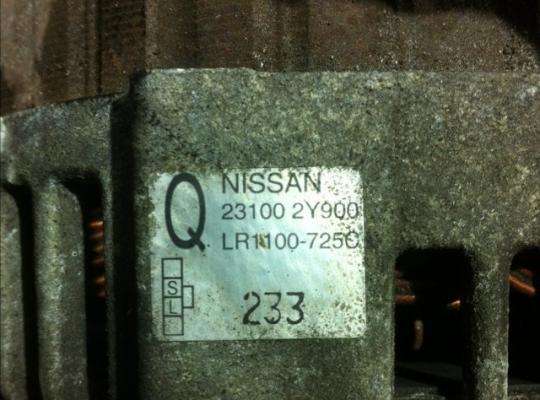 Q
NISSAN
23100 2Y900
LR1100-725C
S
L
233